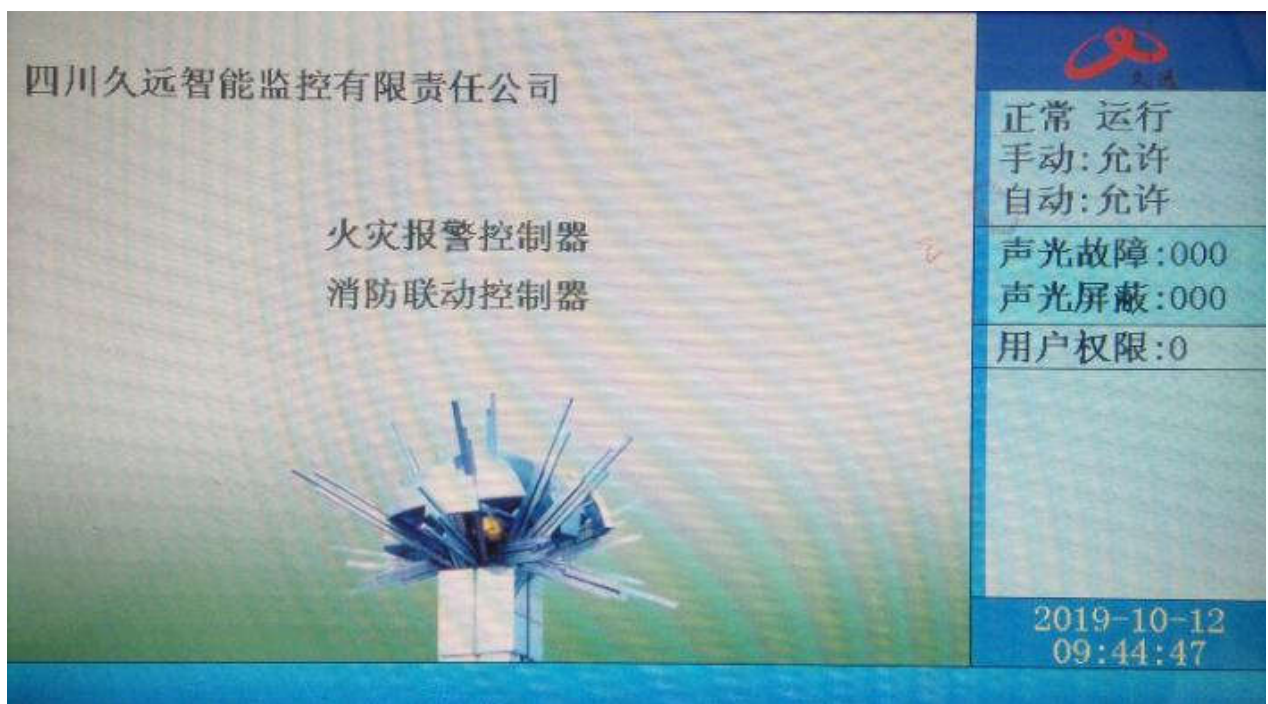 四川久远智能监控有限责任公司
火灾报警控制器
消防联动控制器
久远
正常 运行
手动:允许
自动:允许
声光故障:000
声光屏蔽:000
用户权限:0
2019-10-12
09:44:47